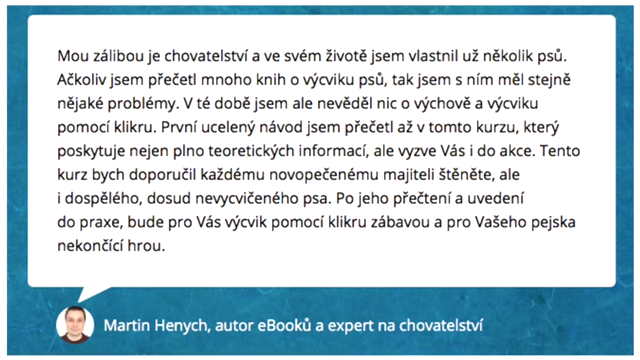 Mou zálibou je chovatelství a ve svém životě jsem vlastnil už několik psů.
Ačkoliv jsem přečetl mnoho knih o výcviku psů, tak jsem s ním měl stejně
nějaké problémy. V té době jsem ale nevěděl nic o výchově a výcviku
pomocí klikru. První ucelený návod jsem přečetl až v tomto kurzu, který
poskytuje nejen plno teoretických informací, ale vyzve Vás i do akce. Tento
kurz bych doporučil každému novopečenému majiteli štěněte, ale
i dospělého, dosud nevycvičeného psa. Po jeho přečtení a uvedení
do praxe, bude pro Vás výcvik pomocí klikru zábavou a pro Vašeho pejska
nekončící hrou.
Martin Henych, autor eBooků a expert na chovatelství